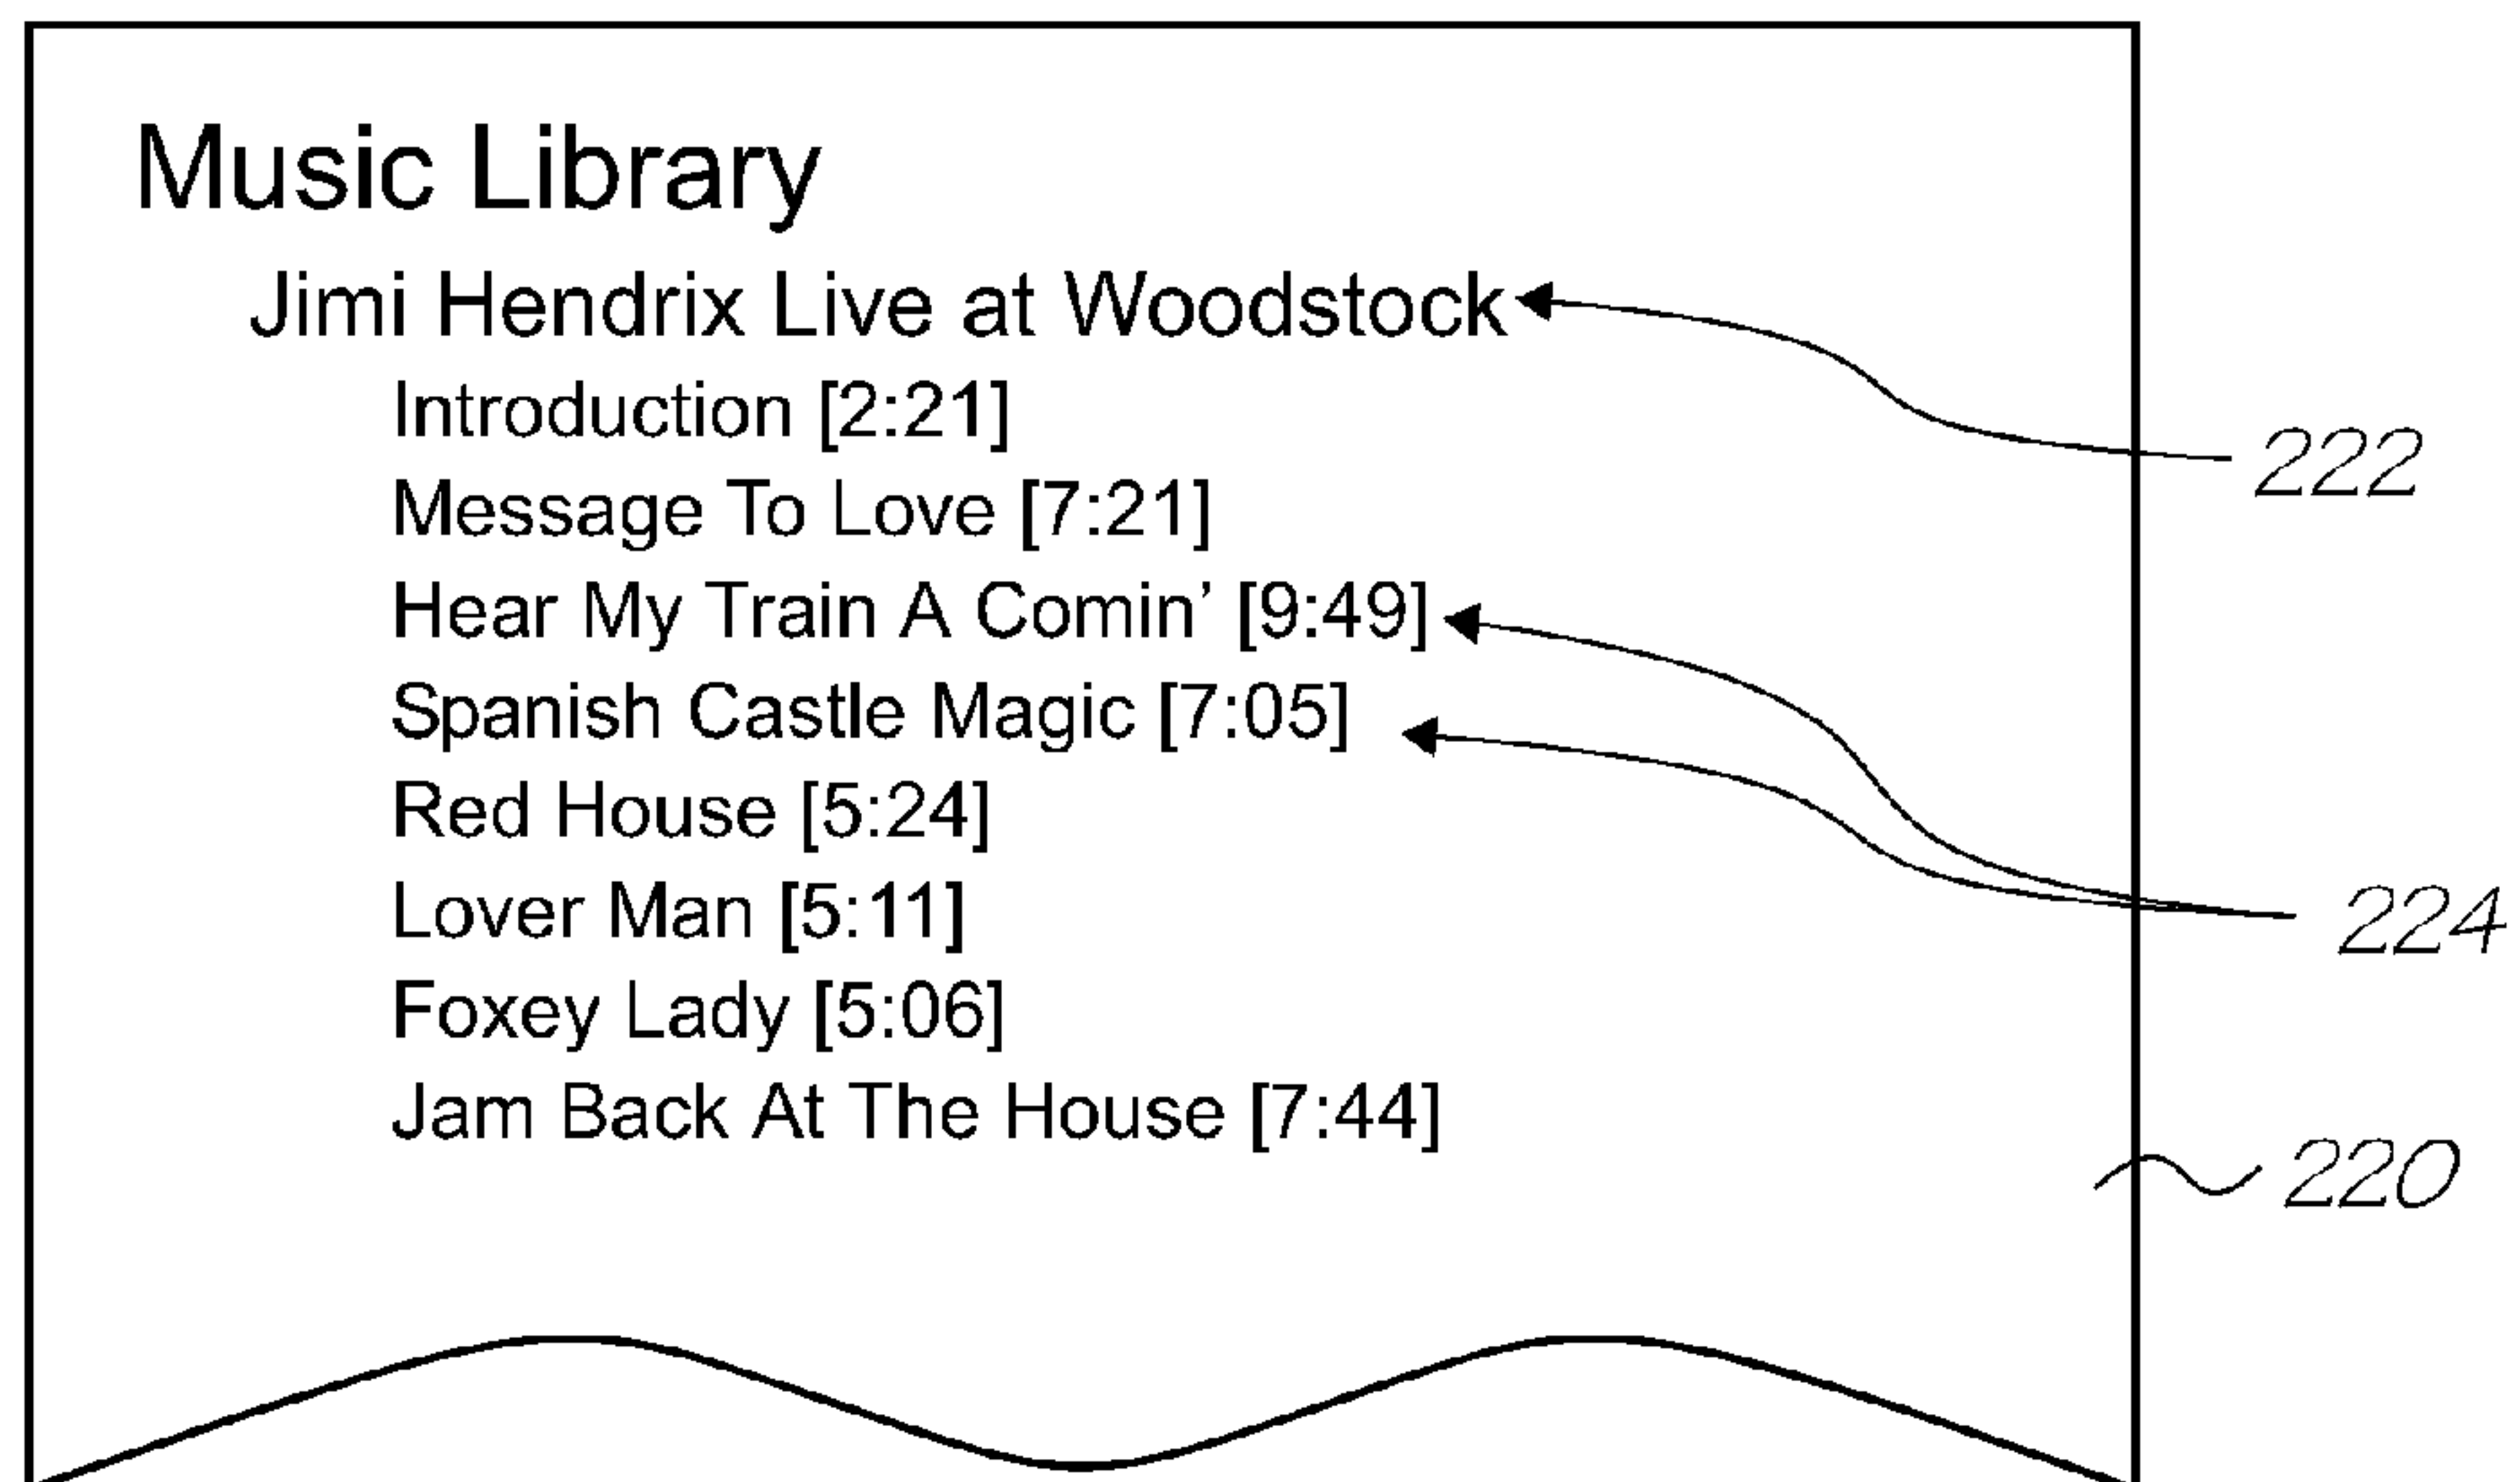 Music Library
Jimi Hendrix Live at Woodstock
Introduction [2:21]
222
Message To Love [7:21]
Hear My Train A Comin’ [9:49]
Spanish Castle Magic [7:05]
Red House [5:24]
Lover Man [5:11]
224
Foxey Lady [5:06]
Jam Back At The House [7:44]
220